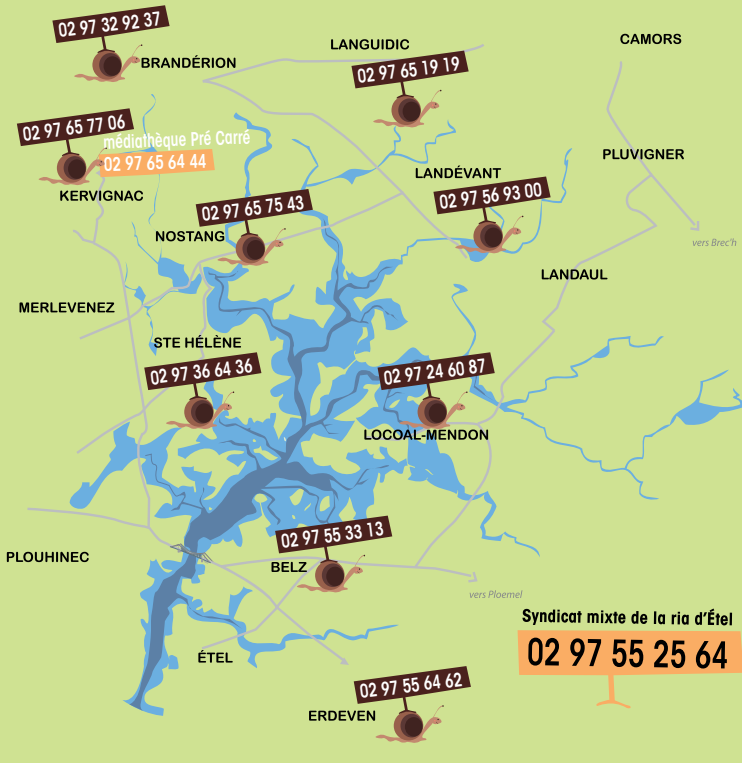 02 97 32 92 37
BRANDÉRION
LANGUIDIC
02 97 65 19 19
CAMORS
02 97 65 77 06
médiathèque Pré Carré
02 97 65 64 44
KERVIGNAC
PLUVIGNER
LANDÉVANT
02 97 56 93 00
02 97 65 75 43
NOSTANG
vers Brec'h
LANDAUL
MERLEVENEZ
STE HÉLÈNE
02 97 36 64 36
02 97 24 60 87
LOCOAL-MENDON
02 97 55 33 13
PLOUHINEC
BELZ
vers Ploemel
Syndicat mixte de la ria d'Étel
02 97 55 25 64
ÉTEL
02 97 55 64 62
ERDEVEN